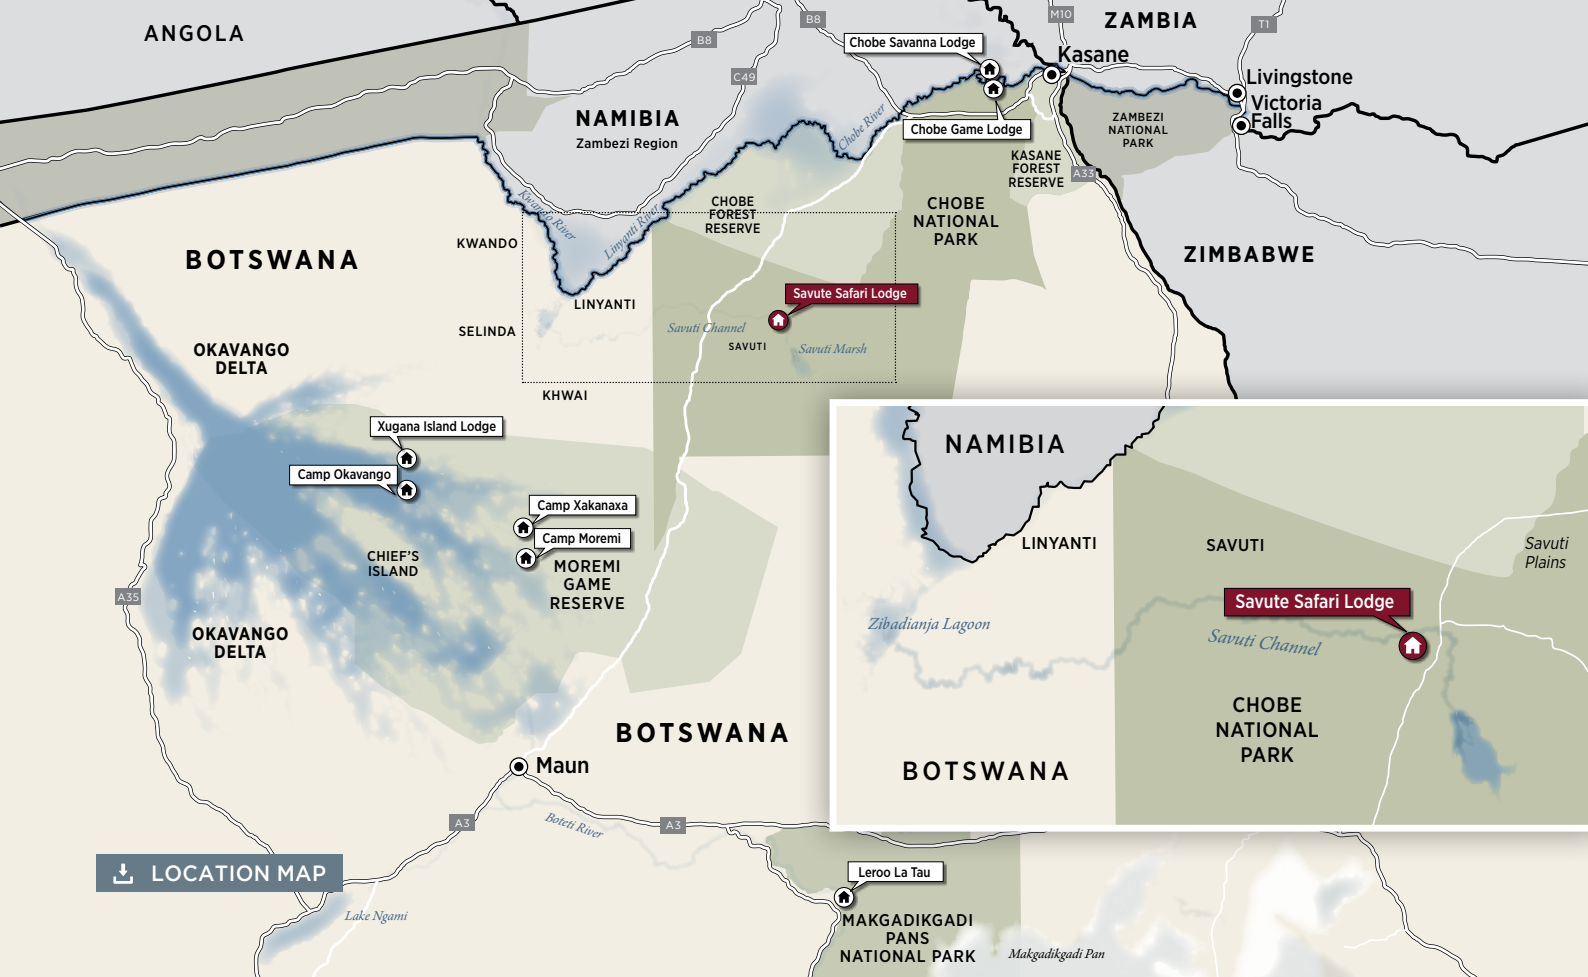 ANGOLA
B8
B8
C49
M10
ZAMBIA
T1
Chobe Savanna Lodge
Kasane
Livingstone
Victoria
Falls
NAMIBIA
Zambezi Region
Chobe River
Chobe Game Lodge
ZAMBEZI
NATIONAL
PARK
KASANE
FOREST
RESERVE
A33
Kwando River
Linyanti River
CHOBE
FOREST
RESERVE
CHOBE
NATIONAL
PARK
KWANDO
BOTSWANA
ZIMBABWE
LINYANTI
Savute Safari Lodge
SELINDA
Savuti Channel
SAVUTI
Savuti Marsh
OKAVANGO
DELTA
KHWAI
Xugana Island Lodge
Camp Okavango
Camp Xakanaxa
Camp Moremi
CHIEF'S
ISLAND
MOREMI
GAME
RESERVE
A35
OKAVANGO
DELTA
BOTSWANA
Maun
A3
Boteti River
A3
LOCATION MAP
Lake Ngami
Leroo La Tau
MAKGADIKGADI
PANS
NATIONAL PARK
Makgadikgadi Pan
NAMIBIA
LINYANTI
SAVUTI
Savuti
Plains
Savute Safari Lodge
Zibadianja Lagoon
Savuti Channel
CHOBE
NATIONAL
PARK
BOTSWANA